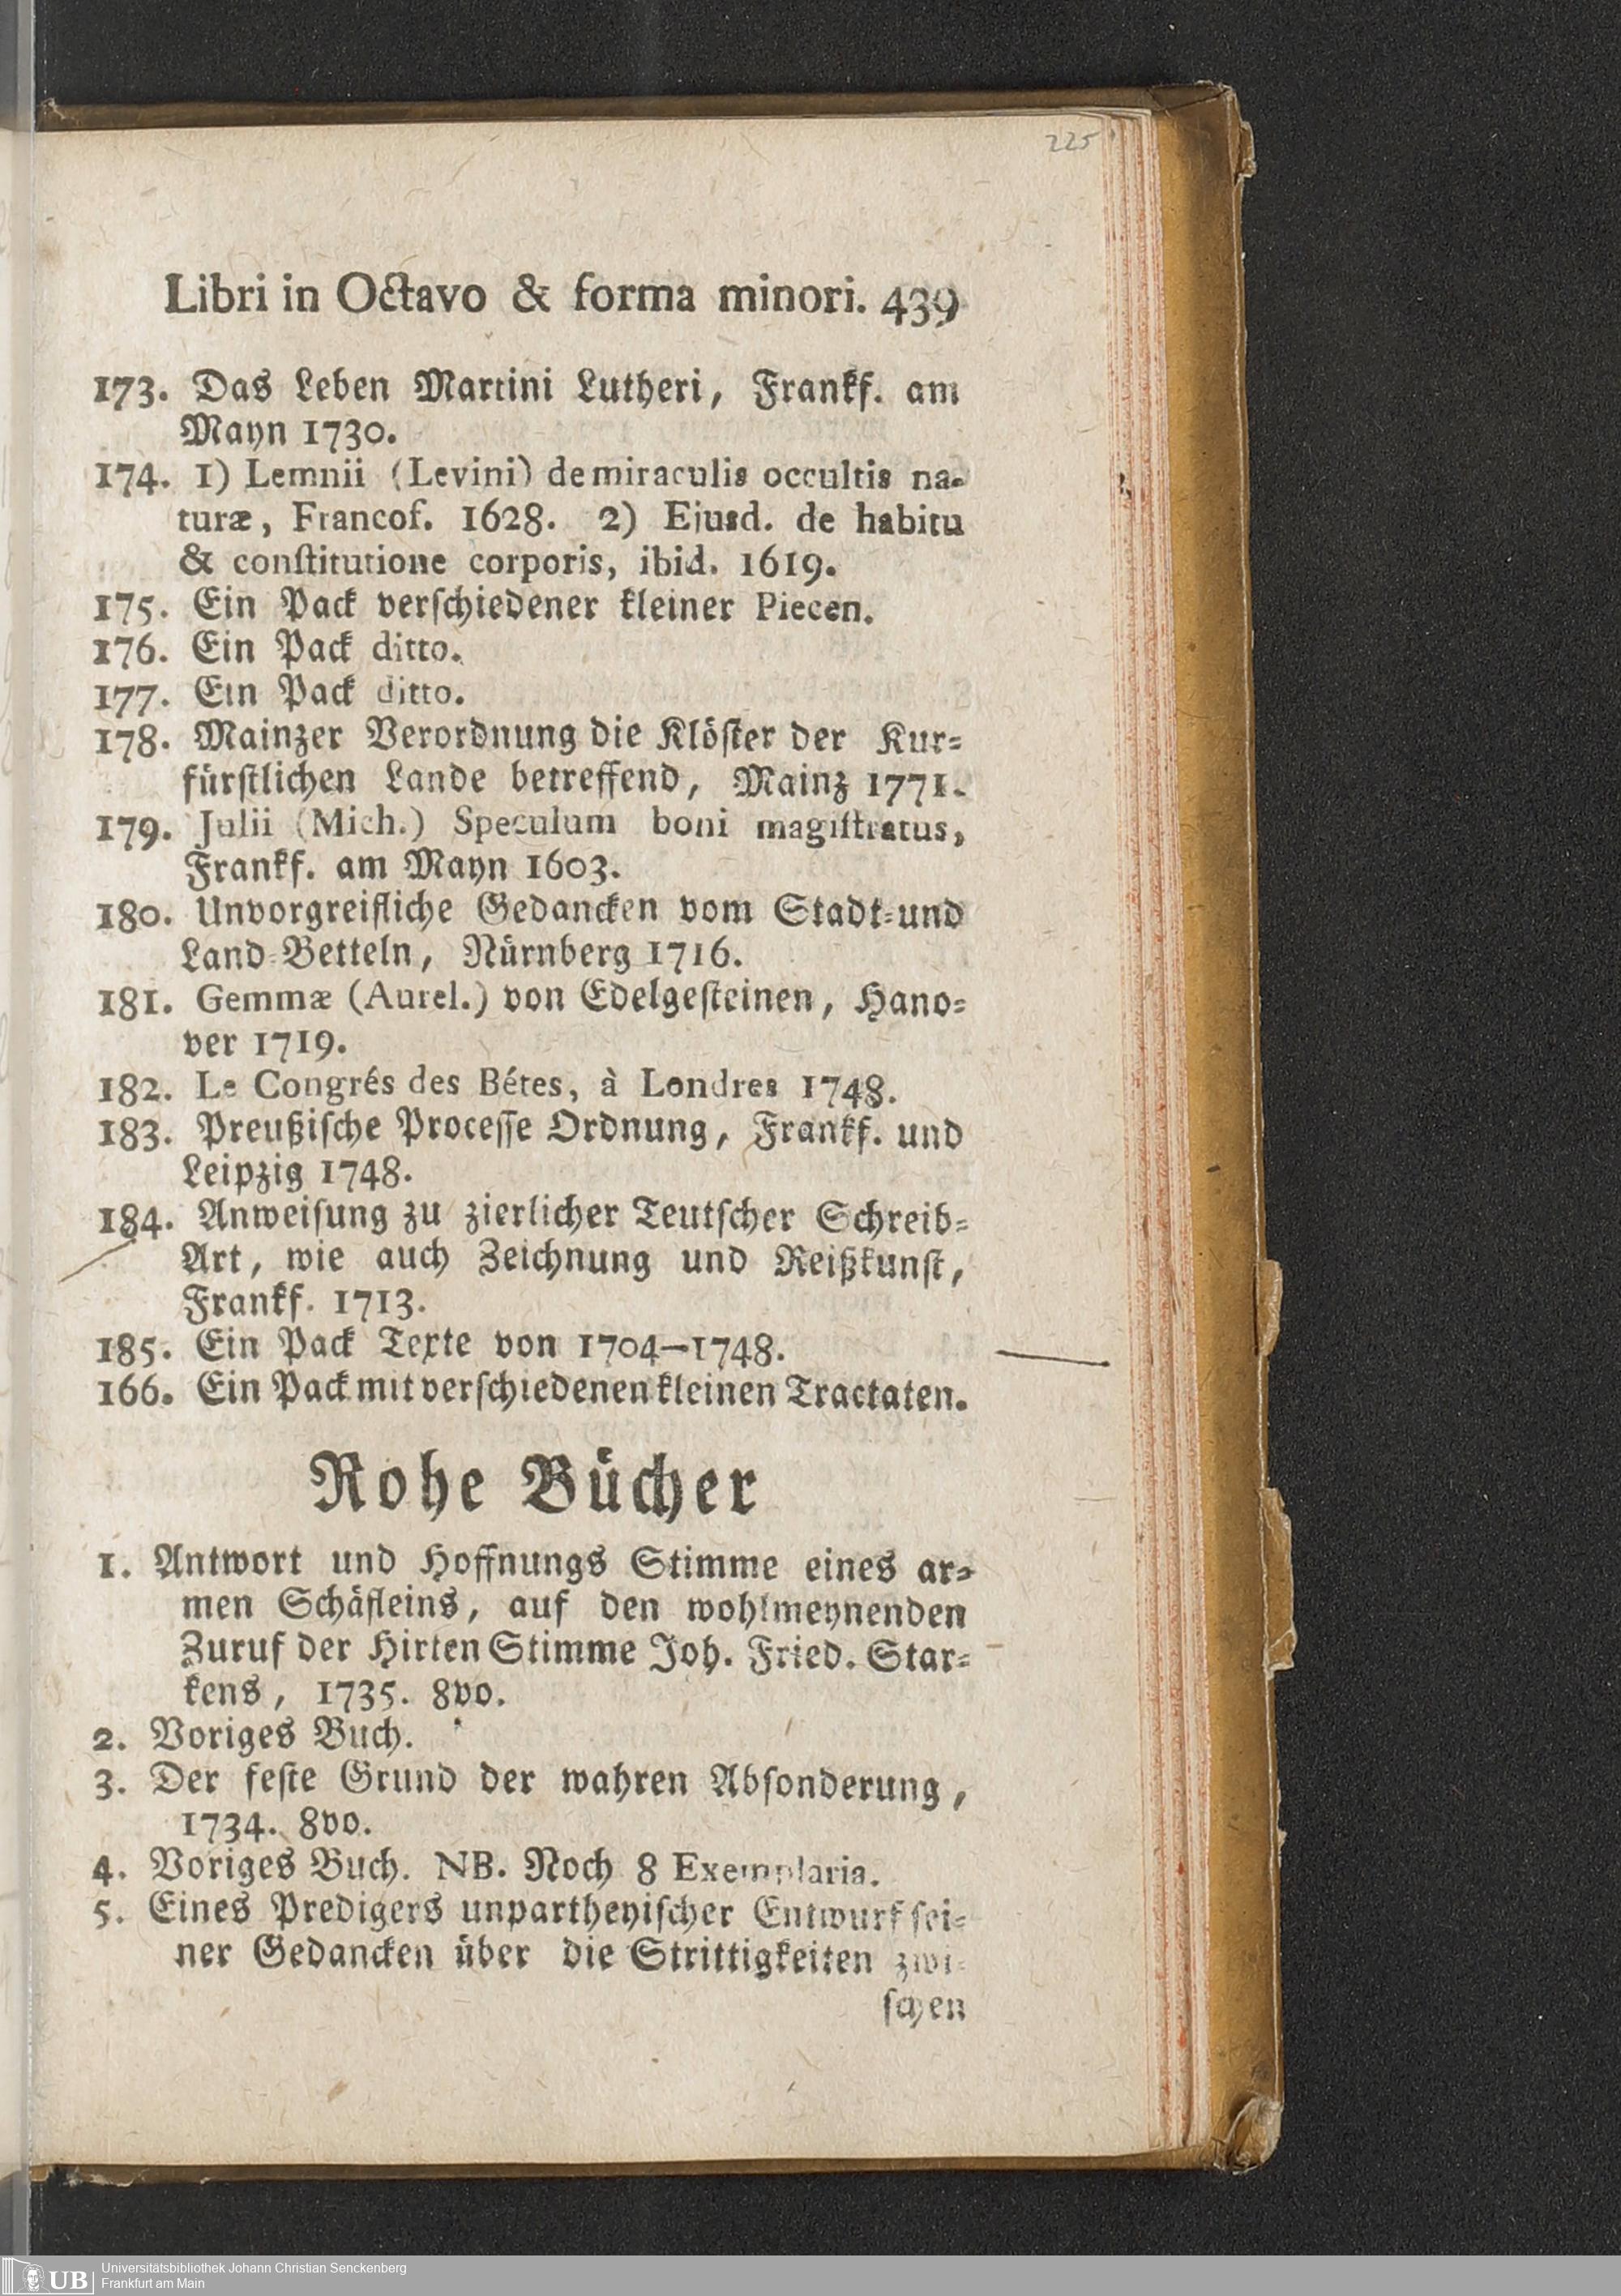 225
Libri in Octavo & forma minori. 439
173. Das Leben Martini Lutheri, Frankf. am
Mayn 1730.
174. 1) Lemnii (Levini) de miraculis occultis na-
turæ, Francof. 1628. 2) Ejusd. de habitu
& constitutione corporis, ibid. 1619.
175. Ein Pack verschiedener kleiner Piecen.
176. Ein Pack ditto.
177. Ein Pack ditto.
178. Mainzer Verordnung die Klöster der Kur-
fürstlichen Lande betreffend, Mainz 1771.
179. Julii (Mich.) Speculum boni magistratus,
Frankf. am Mayn 1603.
180. Unvorgreifliche Gedancken vom Stadt-und
Land-Betteln, Nürnberg 1716.
181. Gemmæ (Aurel.) von Edelgesteinen, Hano-
ver 1719.
182. Le Congrés des Bétes, à Londres 1748.
183. Preußische Processe Ordnung, Frankf. und
Leipzig 1748.
184. Anweisung zu zierlicher Teutscher Schreib-
Art, wie auch Zeichnung und Reißkunst,
Frankf. 1713.
185. Ein Pack Texte von 1704—1748.
166. Ein Pack mit verschiedenen kleinen Tractaten.
Rohe Bücher
1. Antwort und Hoffnungs Stimme eines ar-
men Schäfleins, auf den wohlmeynenden
Zuruf der Hirten Stimme Joh. Fried. Star-
kens, 1735. 8vo.
2. Voriges Buch.
3. Der feste Grund der wahren Absonderung,
1734. 8vo.
4. Voriges Buch. NB. Noch 8 Exemplaria.
5. Eines Predigers unpartheyischer Entwurf sei-
ner Gedancken über die Strittigkeiten zwi-
schen
UB
Universitätsbibliothek Johann Christian Senckenberg
Frankfurt am Main